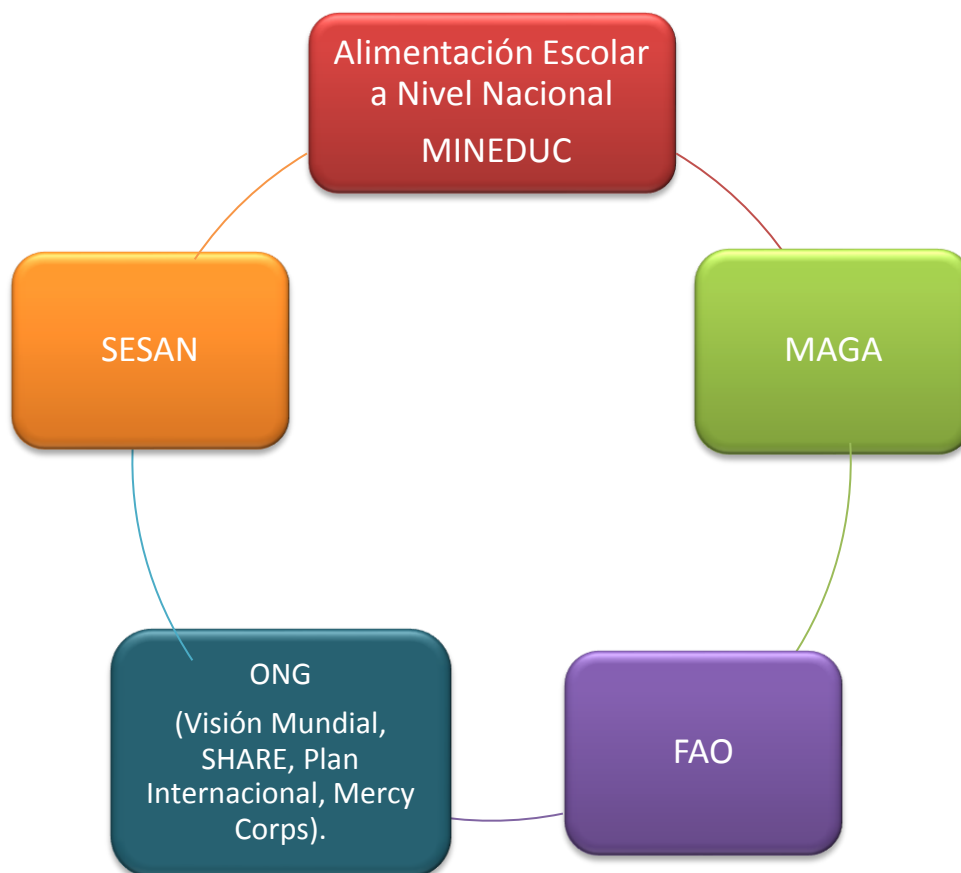 Alimentación Escolar
a Nivel Nacional
MINEDUC
SESAN
MAGA
ONG
(Visión Mundial,
SHARE, Plan
Internacional, Mercy
Corps).
FAO